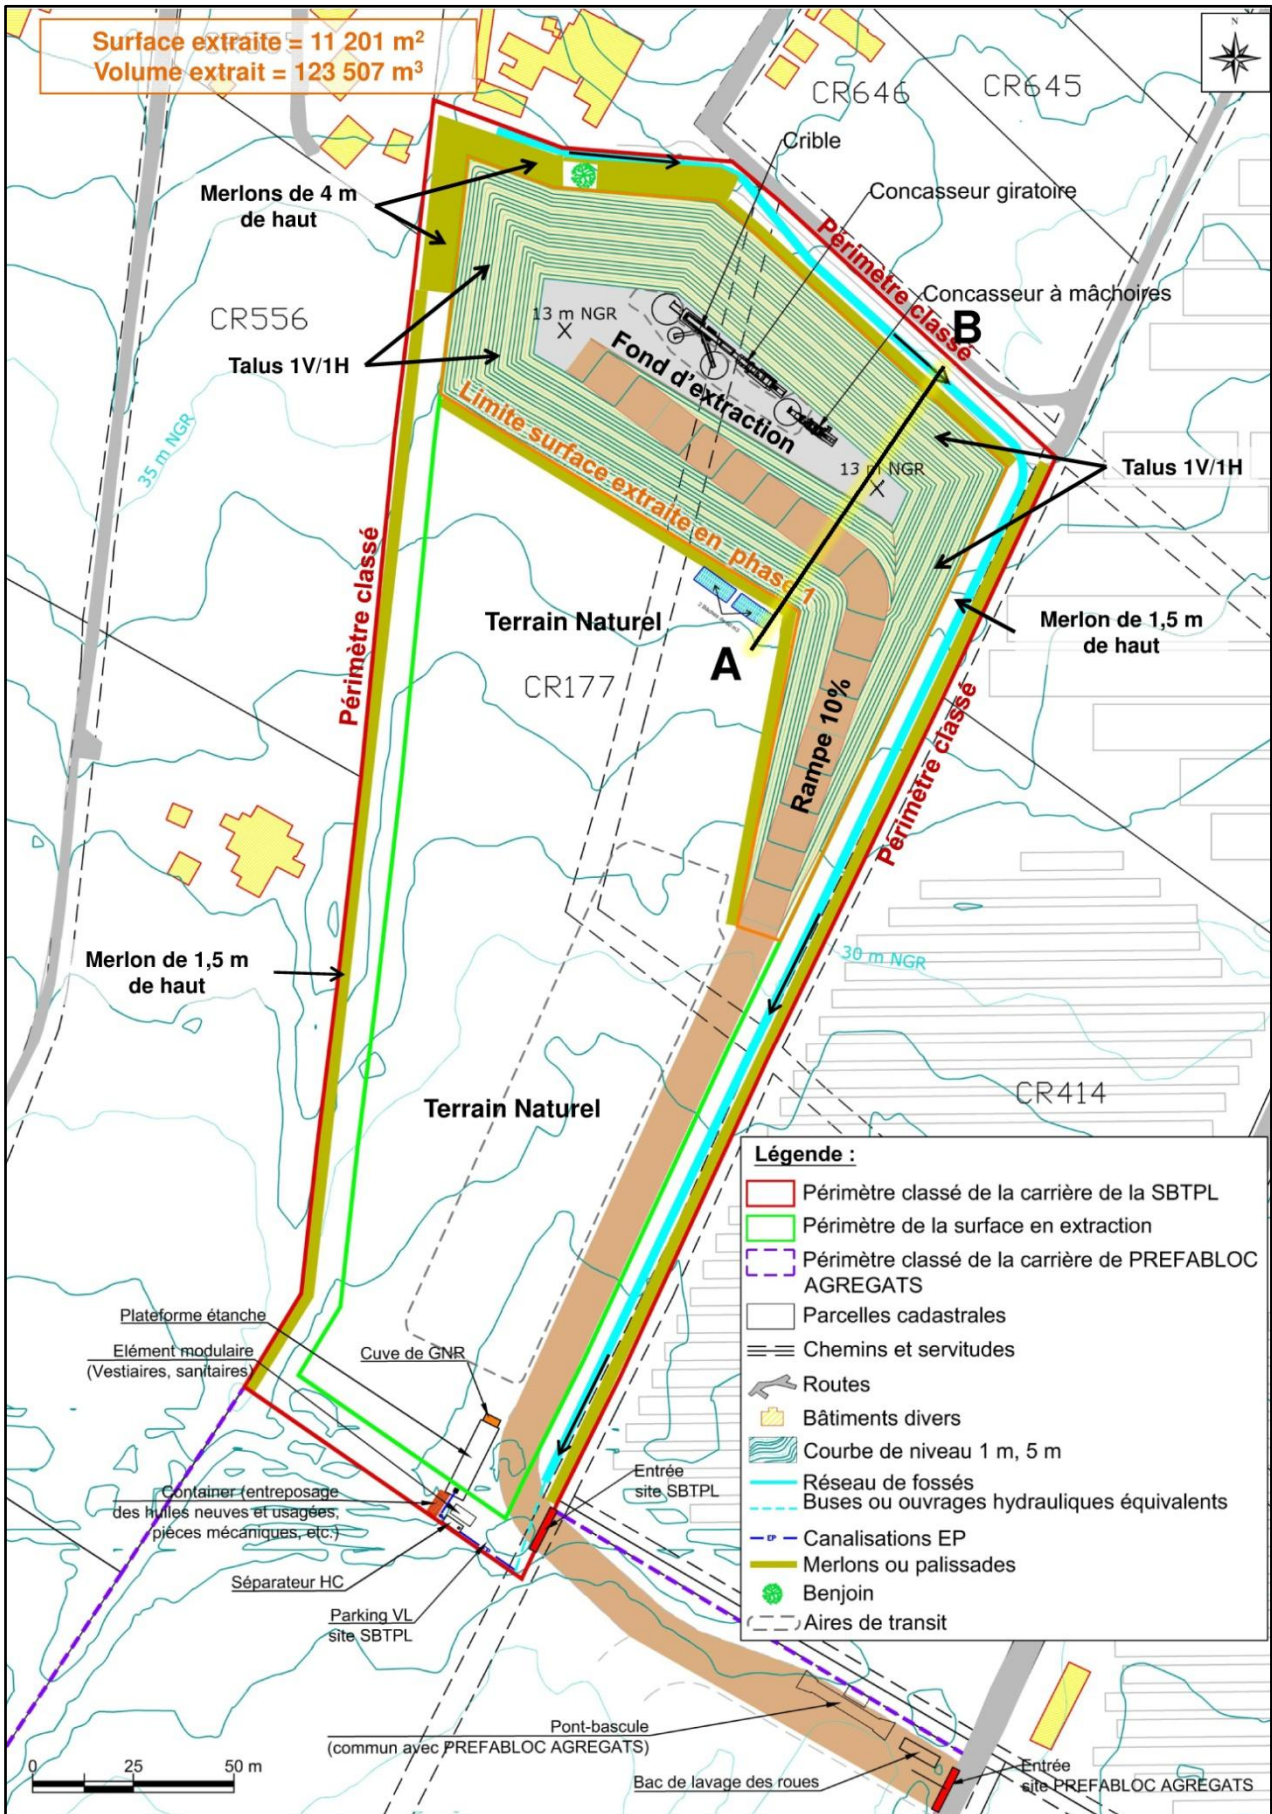 Surface extraite = 11 201 m²
Volume extrait = 123 507 m³
N
CR646
CR645
Crible
Concasseur giratoire
Merlons de 4 m
de haut
Périmètre classé
Concasseur à mâchoires
B
CR556
13 m NGR
Talus 1V/1H
Fond d'extraction
35 m NGR
Limite surface extraite en phase 1
13 m NGR
Talus 1V/1H
Périmètre classé
Terrain Naturel
A
Merlon de 1,5 m
de haut
CR177
Rampe 10%
Périmètre classé
Merlon de 1,5 m
de haut
30 m NGR
Terrain Naturel
CR414
Légende :
Périmètre classé de la carrière de la SBTPL
Périmètre de la surface en extraction
Périmètre classé de la carrière de PREFABLOC
AGREGATS
Parcelles cadastrales
Chemins et servitudes
Routes
Bâtiments divers
Courbe de niveau 1 m, 5 m
Réseau de fossés
Buses ou ouvrages hydrauliques équivalents
EP
Canalisations EP
Merlons ou palissades
Benjoin
Aires de transit
Plateforme étanche
Elément modulaire
(Vestiaires, sanitaires)
Cuve de GNR
Container (entreposage
des huiles neuves et usagées,
pièces mécaniques, etc.)
Entrée
site SBTPL
EP
Séparateur HC
Parking VL
site SBTPL
Pont-bascule
(commun avec PREFABLOC AGREGATS)
Bac de lavage des roues
Entrée
site PREFABLOC AGREGATS
0 25 50 m